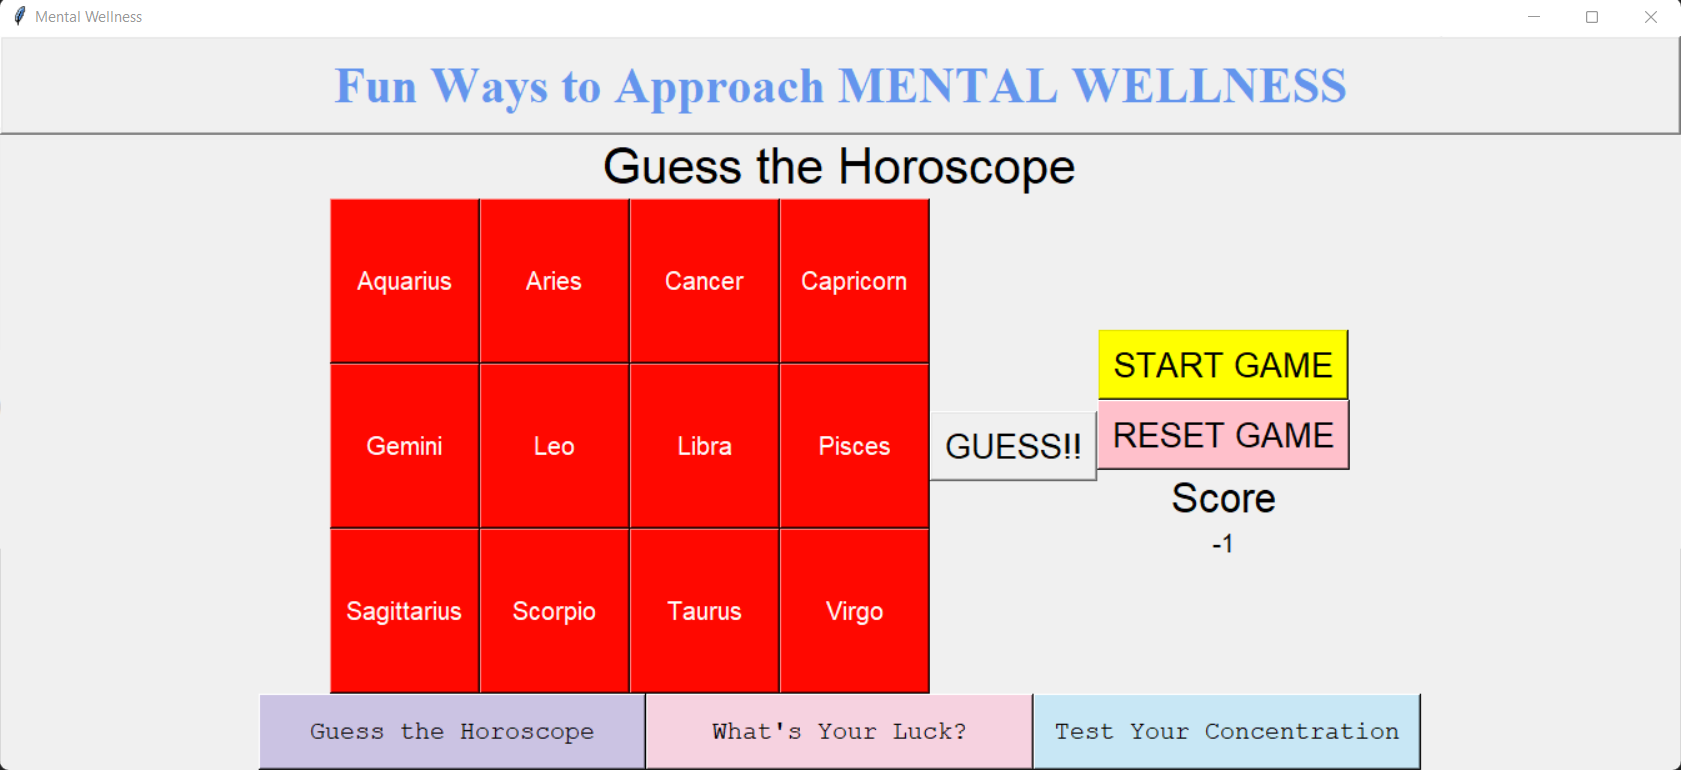 Mental Wellness
Fun Ways to Approach MENTAL WELLNESS
Guess the Horoscope
Aquarius Aries Cancer Capricorn
Gemini Leo Libra Pisces
Sagittarius Scorpio Taurus Virgo
GUESS!!
START GAME
RESET GAME
Score
-1
Guess the Horoscope What's Your Luck? Test Your Concentration